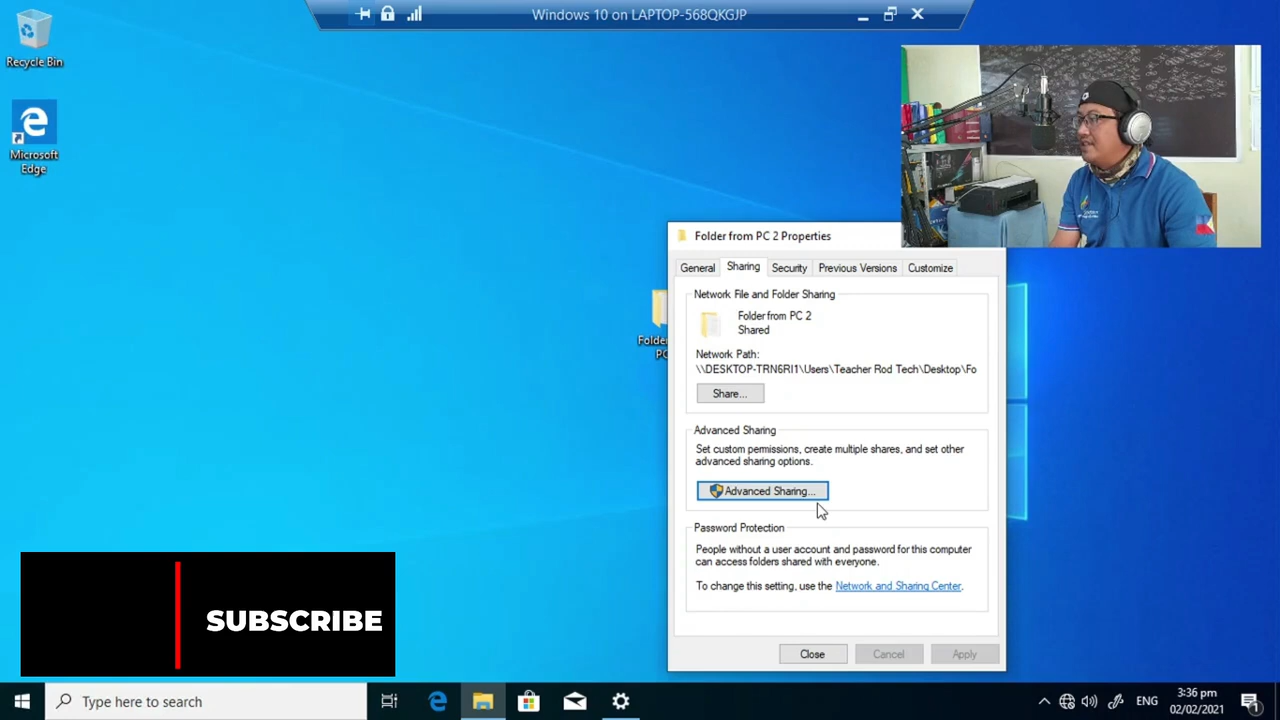 Windows 10 on LAPTOP-568QKGJP
Recycle Bin
Microsoft
Edge
Folder
PC
Folder from PC 2 Properties
General
Sharing
Security
Previous Versions
Customize
Network File and Folder Sharing
Folder from PC 2
Shared
Network Path:
\\DESKTOP-TRN6RI1\Users\Teacher Rod Tech\Desktop\Fo
Share...
Advanced Sharing
Set custom permissions, create multiple shares, and set other
advanced sharing options.
Advanced Sharing...
Password Protection
People without a user account and password for this computer
can access folders shared with everyone.
To change this setting, use the Network and Sharing Center.
Close
Cancel
Apply
SUBSCRIBE
Type here to search
ENG
3:36 pm
02/02/2021
1